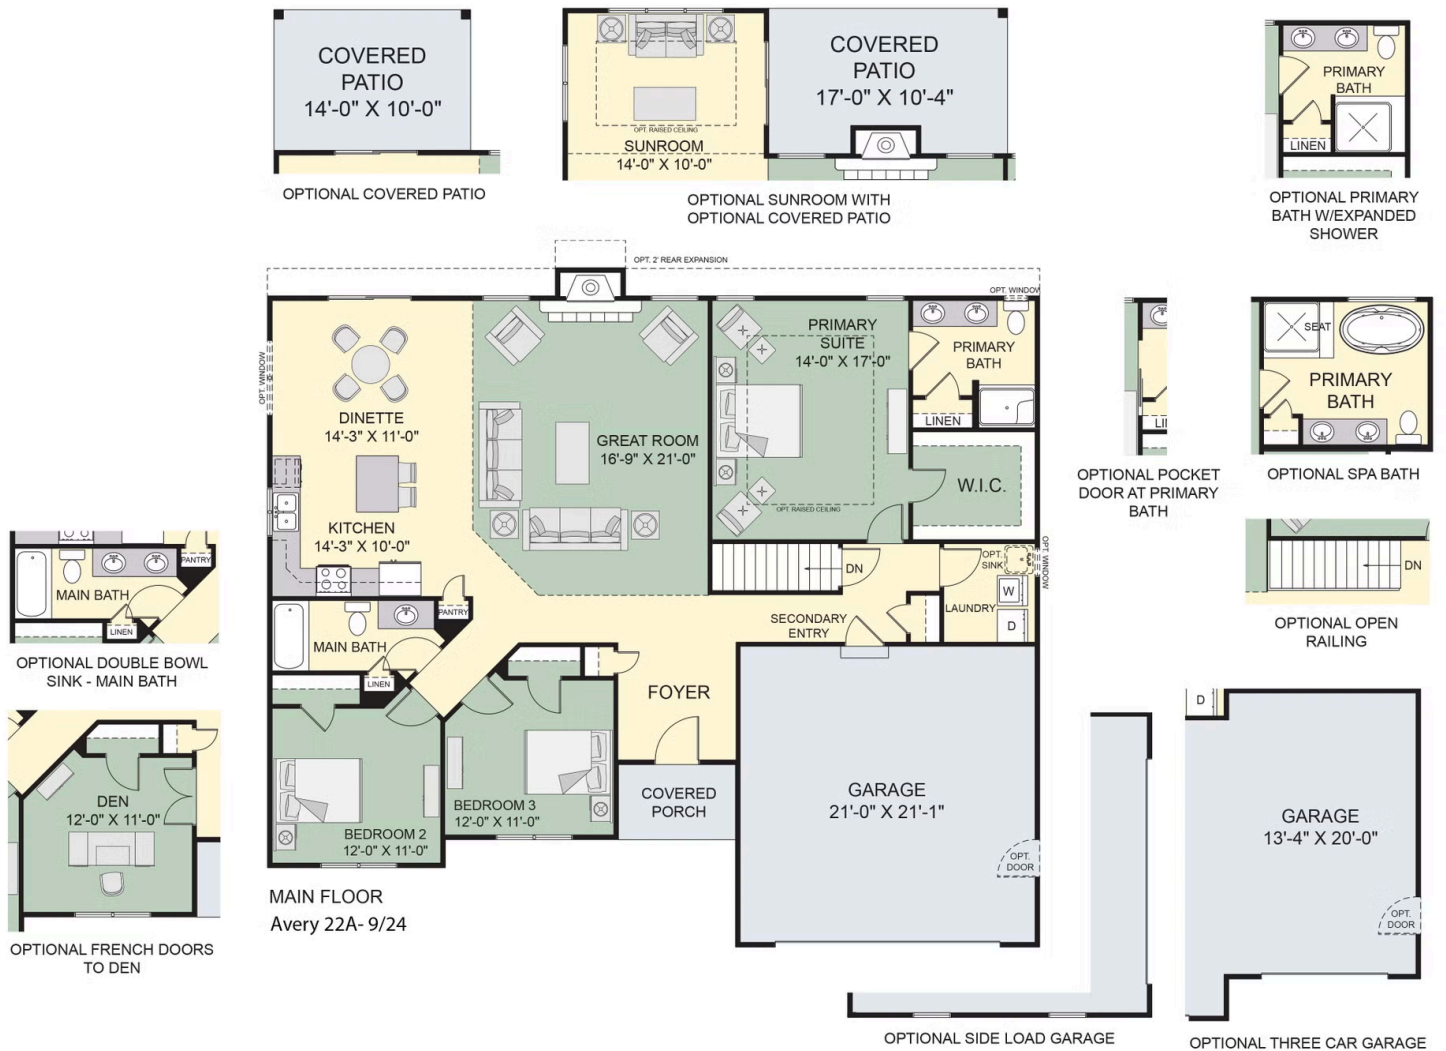 COVERED
PATIO
14'-0" X 10'-0"
OPTIONAL COVERED PATIO
OPT. RAISED CEILING
SUNROOM
14'-0" X 10'-0"
COVERED
PATIO
17'-0" X 10'-4"
OPTIONAL SUNROOM WITH
OPTIONAL COVERED PATIO
PRIMARY
BATH
LINEN
OPTIONAL PRIMARY
BATH W/EXPANDED
SHOWER
OPT. 2' REAR EXPANSION
OPT. WINDOW
OPT. WINDOW
DINETTE
14'-3" X 11'-0"
KITCHEN
14'-3" X 10'-0"
GREAT ROOM
16'-9" X 21'-0"
PRIMARY
SUITE
14'-0" X 17'-0"
OPT. RAISED CEILING
PRIMARY
BATH
LINEN
W.I.C.
DN
OPT.
SINK
OPT. WINDOW
W
LAUNDRY
D
SECONDARY
ENTRY
PANTRY
MAIN BATH
LINEN
FOYER
BEDROOM 2
12'-0" X 11'-0"
BEDROOM 3
12'-0" X 11'-0"
COVERED
PORCH
GARAGE
21'-0" X 21'-1"
OPT.
DOOR
MAIN FLOOR
Avery 22A- 9/24
PANTRY
MAIN BATH
LINEN
OPTIONAL DOUBLE BOWL
SINK - MAIN BATH
DEN
12'-0" X 11'-0"
OPTIONAL FRENCH DOORS
TO DEN
LI
OPTIONAL POCKET
DOOR AT PRIMARY
BATH
SEAT
PRIMARY
BATH
OPTIONAL SPA BATH
DN
OPTIONAL OPEN
RAILING
OPTIONAL SIDE LOAD GARAGE
D
GARAGE
13'-4" X 20'-0"
OPT.
DOOR
OPTIONAL THREE CAR GARAGE